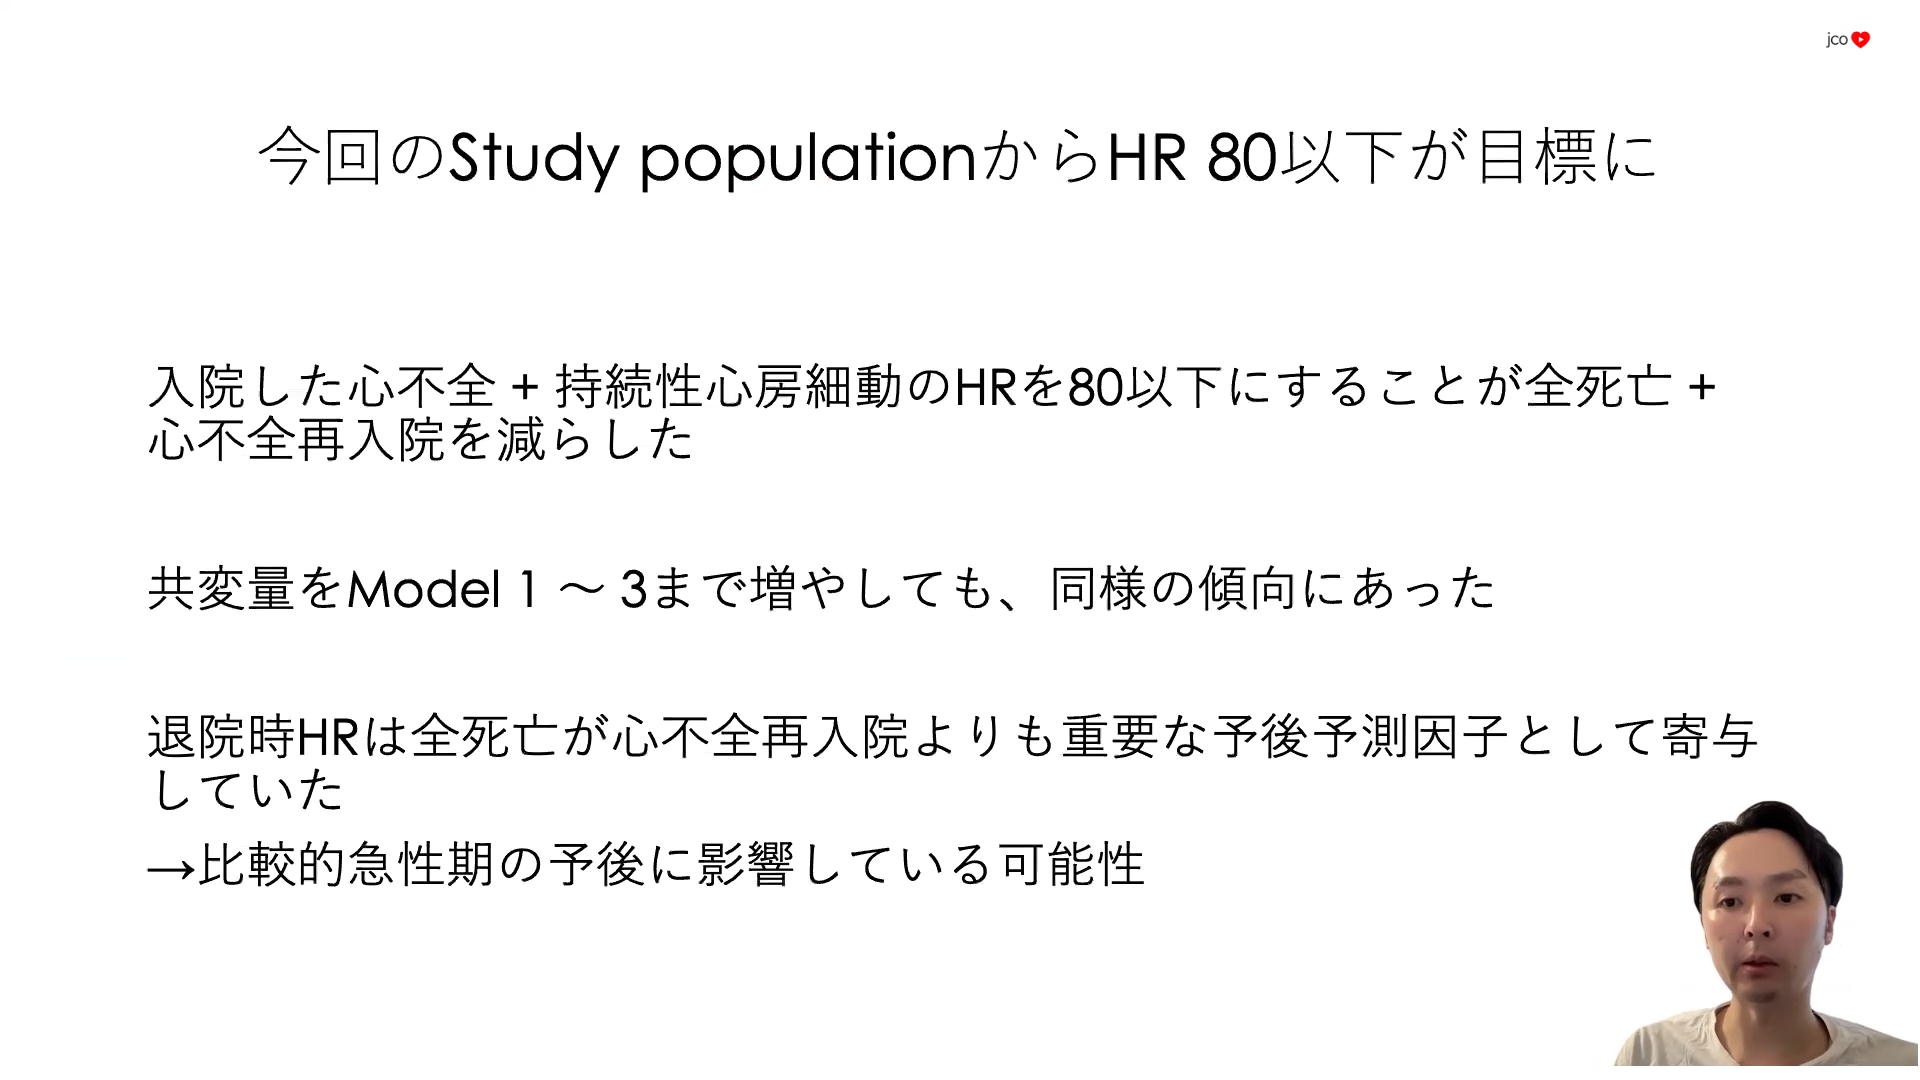 jco
今回のStudy populationからHR 80以下が目標に
入院した心不全 + 持続性心房細動のHRを80以下にすることが全死亡 +
心不全再入院を減らした
共変量をModel 1 〜 3まで増やしても、同様の傾向にあった
退院時HRは全死亡が心不全再入院よりも重要な予後予測因子として寄与
していた
→比較的急性期の予後に影響している可能性